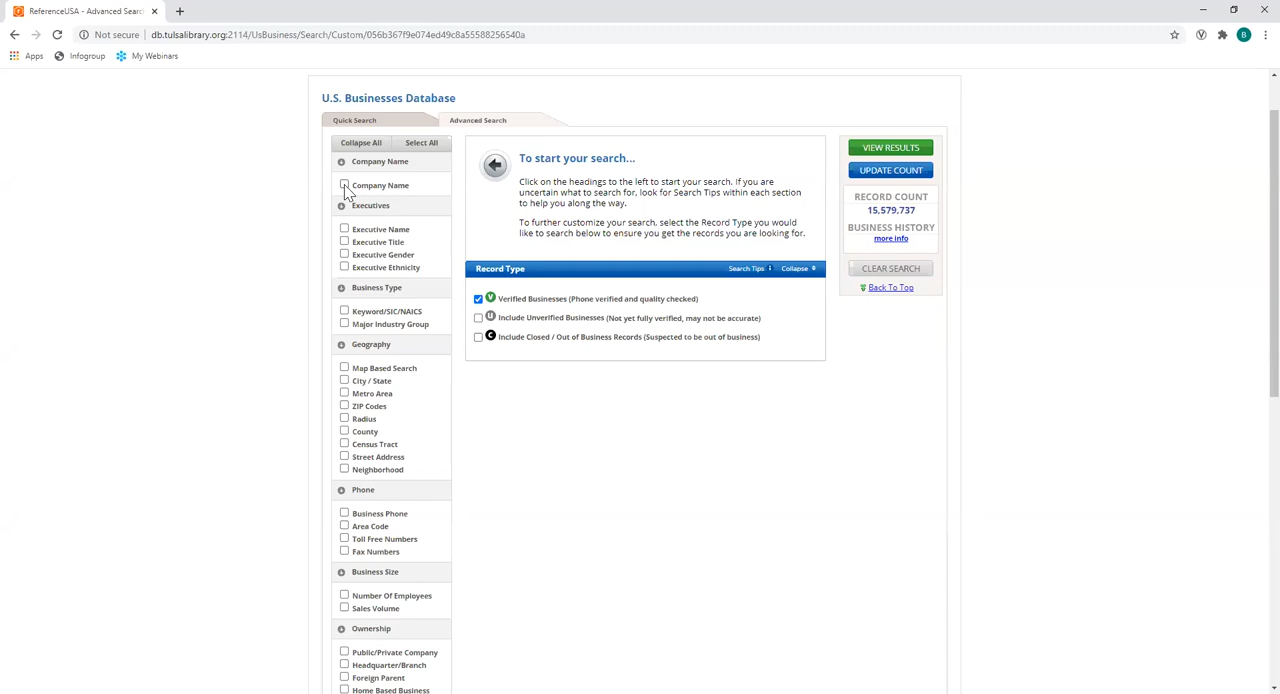 ReferenceUSA - Advanced Searc
Not secure
db.tulsalibrary.org:2114/UsBusiness/Search/Custom/056b367f9e074ed49c8a55588256540a
B
Apps
Infogroup
My Webinars
U.S. Businesses Database
Quick Search
Advanced Search
Collapse All
Select All
Company Name
Company Name
Executives
Executive Name
Executive Title
Executive Gender
Executive Ethnicity
Business Type
Keyword/SIC/NAICS
Major Industry Group
Geography
Map Based Search
City / State
Metro Area
ZIP Codes
Radius
County
Census Tract
Street Address
Neighborhood
Phone
Business Phone
Area Code
Toll Free Numbers
Fax Numbers
Business Size
Number Of Employees
Sales Volume
Ownership
Public/Private Company
Headquarter/Branch
Foreign Parent
Home Based Business
To start your search...
Click on the headings to the left to start your search. If you are
uncertain what to search for, look for Search Tips within each section
to help you along the way.
To further customize your search, select the Record Type you would
like to search below to ensure you get the records you are looking for.
Record Type
Search Tips
Collapse
V Verified Businesses (Phone verified and quality checked)
U Include Unverified Businesses (Not yet fully verified, may not be accurate)
C Include Closed / Out of Business Records (Suspected to be out of business)
VIEW RESULTS
UPDATE COUNT
RECORD COUNT
15,579,737
BUSINESS HISTORY
more info
CLEAR SEARCH
Back To Top